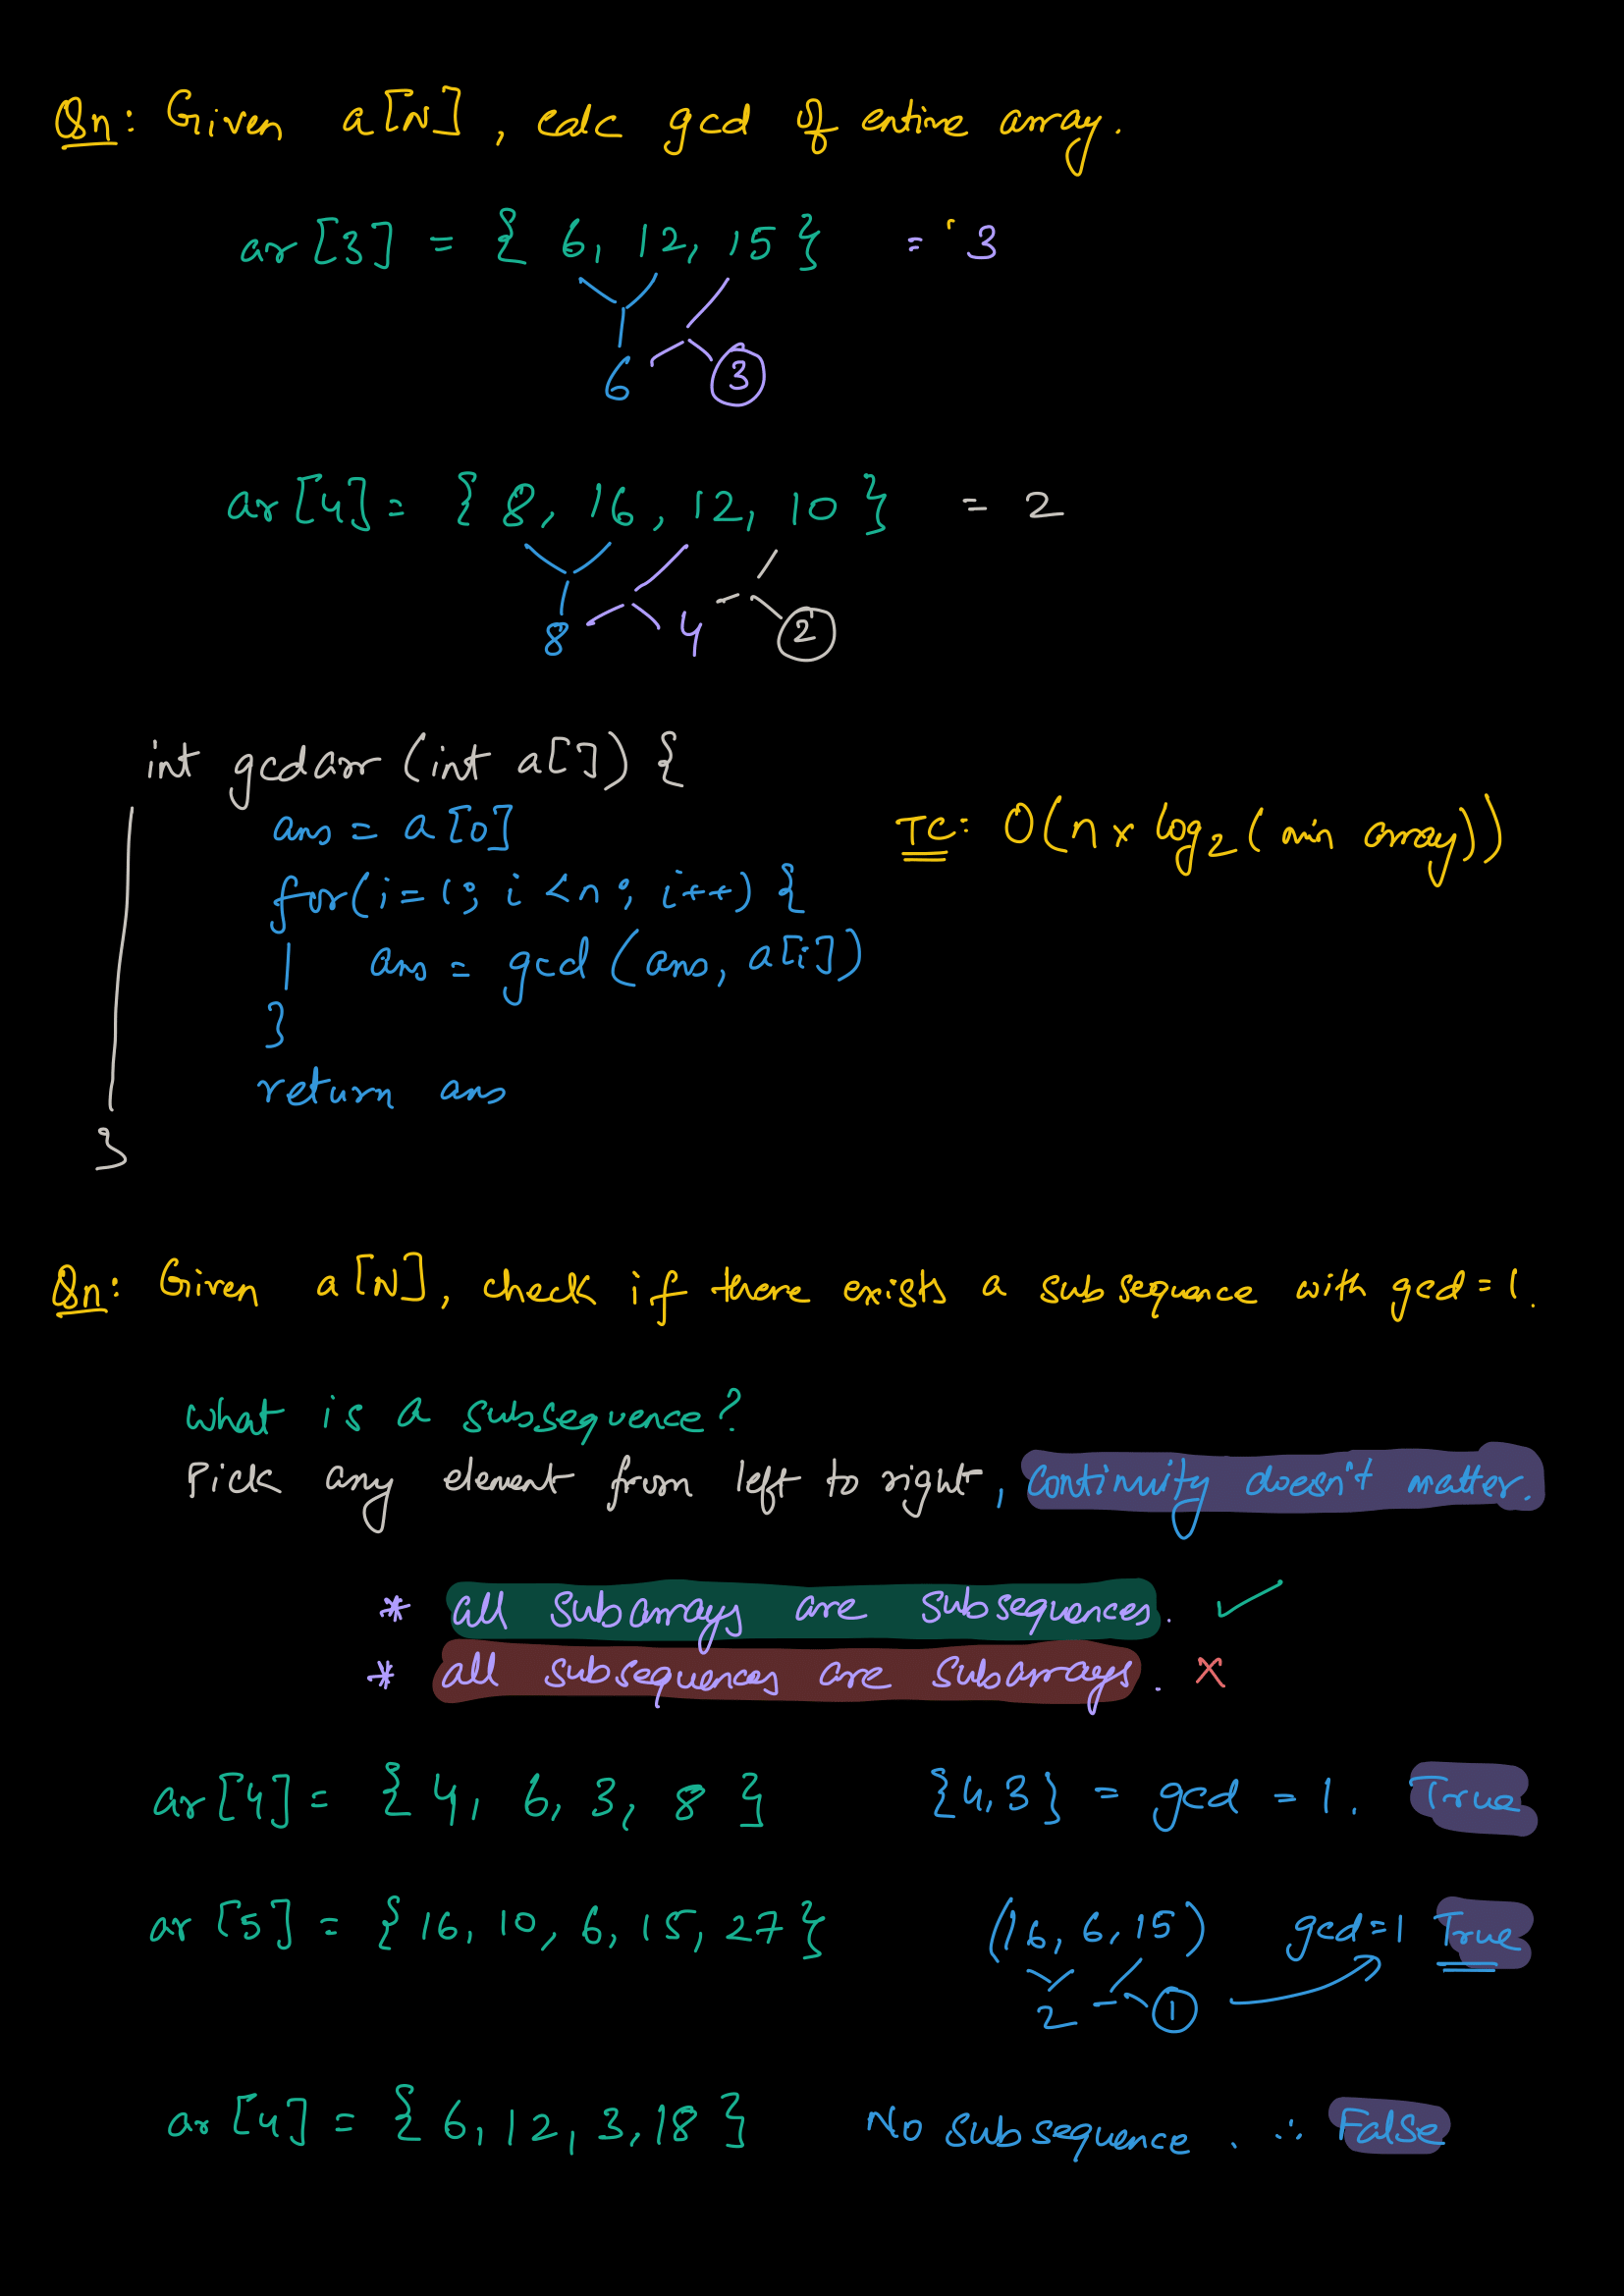 Qn: Given a[N], calc gcd of entire array.
ar[3] = { 6, 12, 15 } = 3
6 3
ar[4] = { 8, 16, 12, 10 } = 2
8 4 2
int gcdarr (int a[]) {
ans = a[0]
for(i=1; i<n; i++) {
ans = gcd (ans, a[i])
}
return ans
}
TC: O(n x log2 (min array))
Qn: Given a[N], check if there exists a subsequence with gcd = 1.
what is a subsequence?
Pick any element from left to right, continuity doesn't matter.
* all subarrays are subsequences. ✓
* all subsequences are subarrays. x
ar[4] = { 4, 6, 3, 8 } {4,3} = gcd = 1. True
ar[5] = { 16, 10, 6, 15, 27 } (16, 6, 15) gcd=1 True
2 1
ar[4] = { 6, 12, 3, 18 } No subsequence. ∴ False